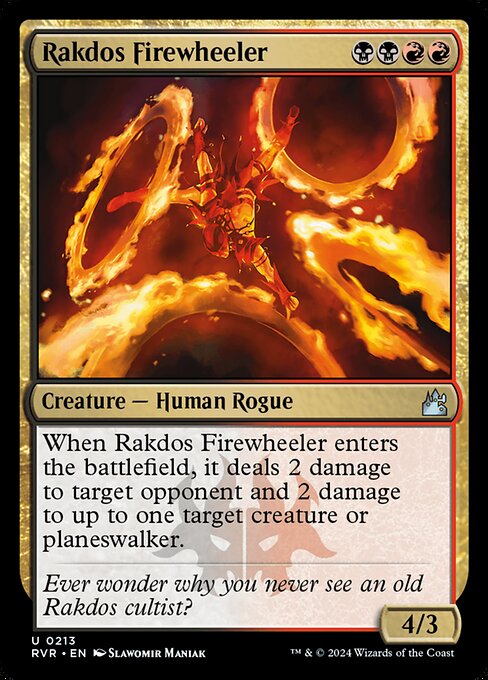 Rakdos Firewheeler
Creature — Human Rogue
When Rakdos Firewheeler enters
the battlefield, it deals 2 damage
to target opponent and 2 damage
to up to one target creature or
planeswalker.
Ever wonder why you never see an old
Rakdos cultist?
4/3
U 0213
RVR • EN SLAWOMIR MANIAK
™ & © 2024 Wizards of the Coast